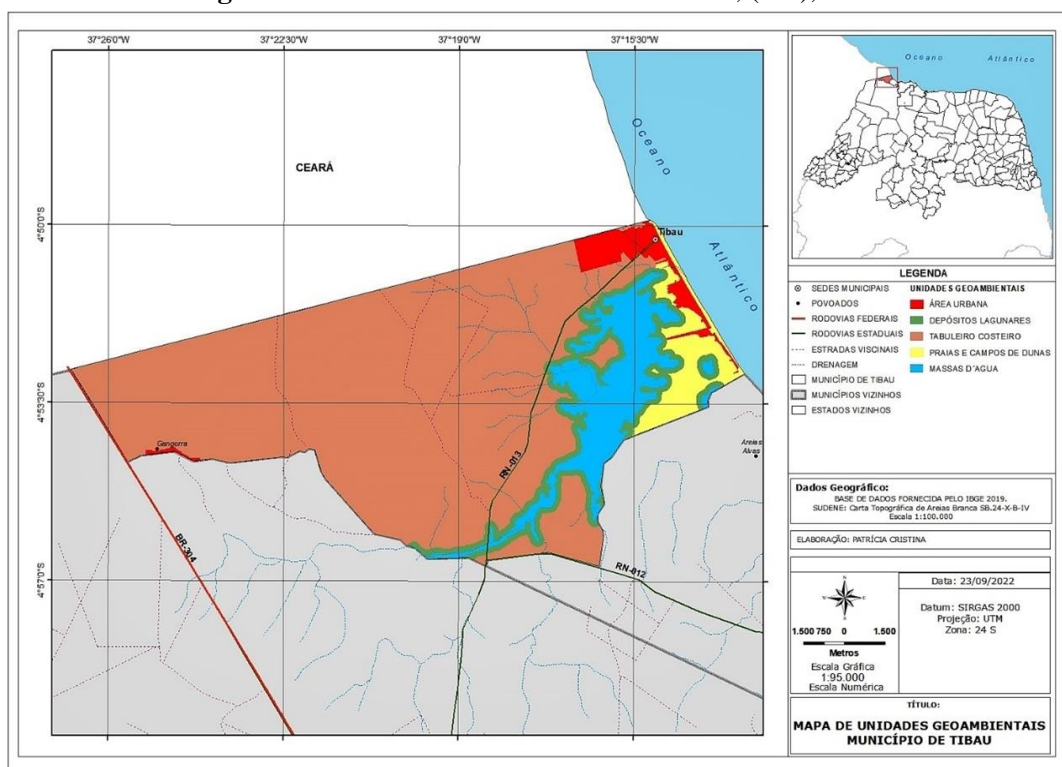 37°26'0"W
37°22'30"W
37°19'0"W
37°15'30"W
4°50'0"S
4°53'30"S
4°57'0"S
CEARÁ
Oceano
Atlântico
Tibau
Gangorra
Areias
Alvas
RN-013
RN-012
BR-304
Oceano Atlântico
LEGENDA
SEDES MUNICIPAIS
POVOADOS
RODOVIAS FEDERAIS
RODOVIAS ESTADUAIS
ESTRADAS VISCINAIS
DRENAGEM
MUNICÍPIO DE TIBAU
MUNICÍPIOS VIZINHOS
ESTADOS VIZINHOS
UNIDADES GEOAMBIENTAIS
ÁREA URBANA
DEPÓSITOS LAGUNARES
TABULEIRO COSTEIRO
PRAIAS E CAMPOS DE DUNAS
MASSAS D´AGUA
Dados Geográfico:
BASE DE DADOS FORNECIDA PELO IBGE 2019.
SUDENE: Carta Topográfica de Areias Branca SB.24-X-B-IV
Escala 1:100.000
ELABORAÇÃO: PATRÍCIA CRISTINA
N
1.500 750 0 1.500
Metros
Escala Gráfica
1:95.000
Escala Numérica
Data: 23/09/2022
Datum: SIRGAS 2000
Projeção: UTM
Zona: 24 S
TÍTULO:
MAPA DE UNIDADES GEOAMBIENTAIS
MUNICÍPIO DE TIBAU